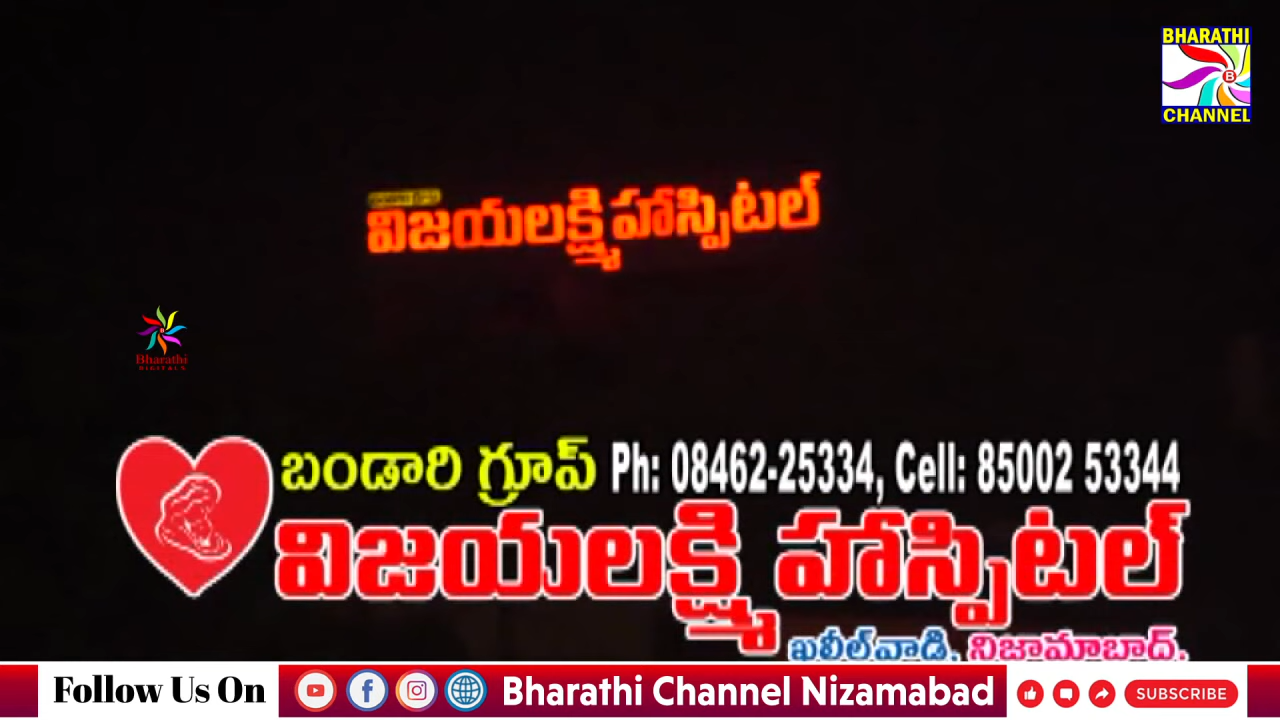 BHARATHI
B
CHANNEL
విజయలక్ష్మి హాస్పిటల్
Bharathi
DIGITALS
బండారి గ్రూప్ Ph: 08462-25334, Cell: 85002 53344
విజయలక్ష్మి హాస్పిటల్
ఖలీల్‌వాడి, నిజామాబాద్.
Follow Us On Bharathi Channel Nizamabad SUBSCRIBE